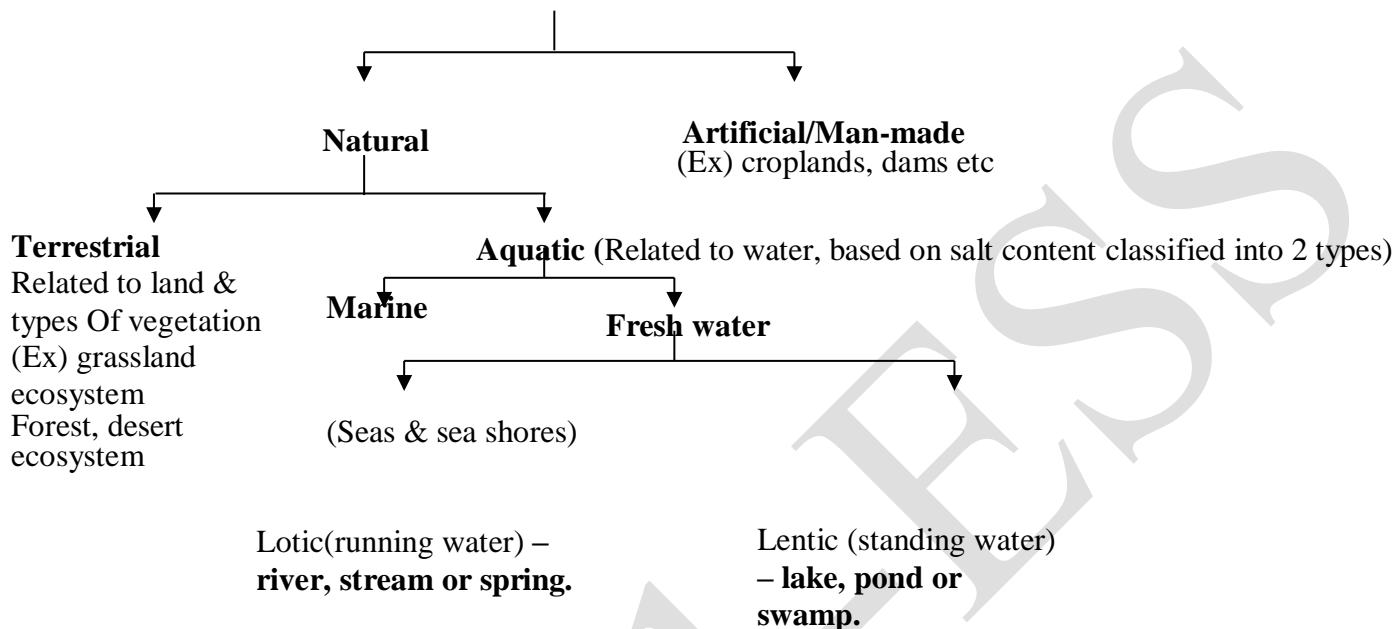 Natural
Artificial/Man-made
(Ex) croplands, dams etc
Terrestrial
Related to land &
types Of vegetation
(Ex) grassland
ecosystem
Forest, desert
ecosystem
Aquatic (Related to water, based on salt content classified into 2 types)
Marine
Fresh water
(Seas & sea shores)
Lotic(running water) –
river, stream or spring.
Lentic (standing water)
– lake, pond or
swamp.